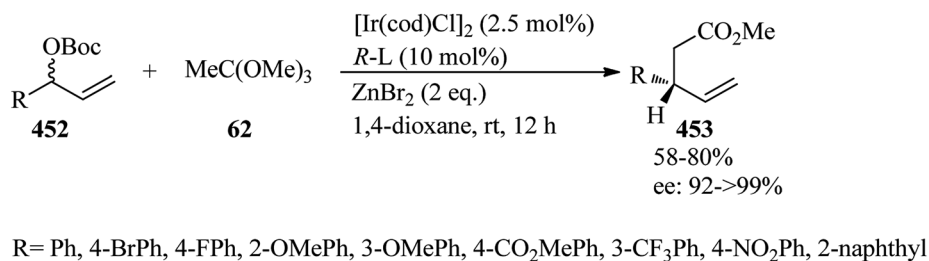 OBoc
R
452
+
MeC(OMe)₃
62
[Ir(cod)Cl]₂ (2.5 mol%)
R-L (10 mol%)
ZnBr₂ (2 eq.)
1,4-dioxane, rt, 12 h
CO₂Me
R
H
453
58-80%
ee: 92->99%
R= Ph, 4-BrPh, 4-FPh, 2-OMePh, 3-OMePh, 4-CO₂MePh, 3-CF₃Ph, 4-NO₂Ph, 2-naphthyl